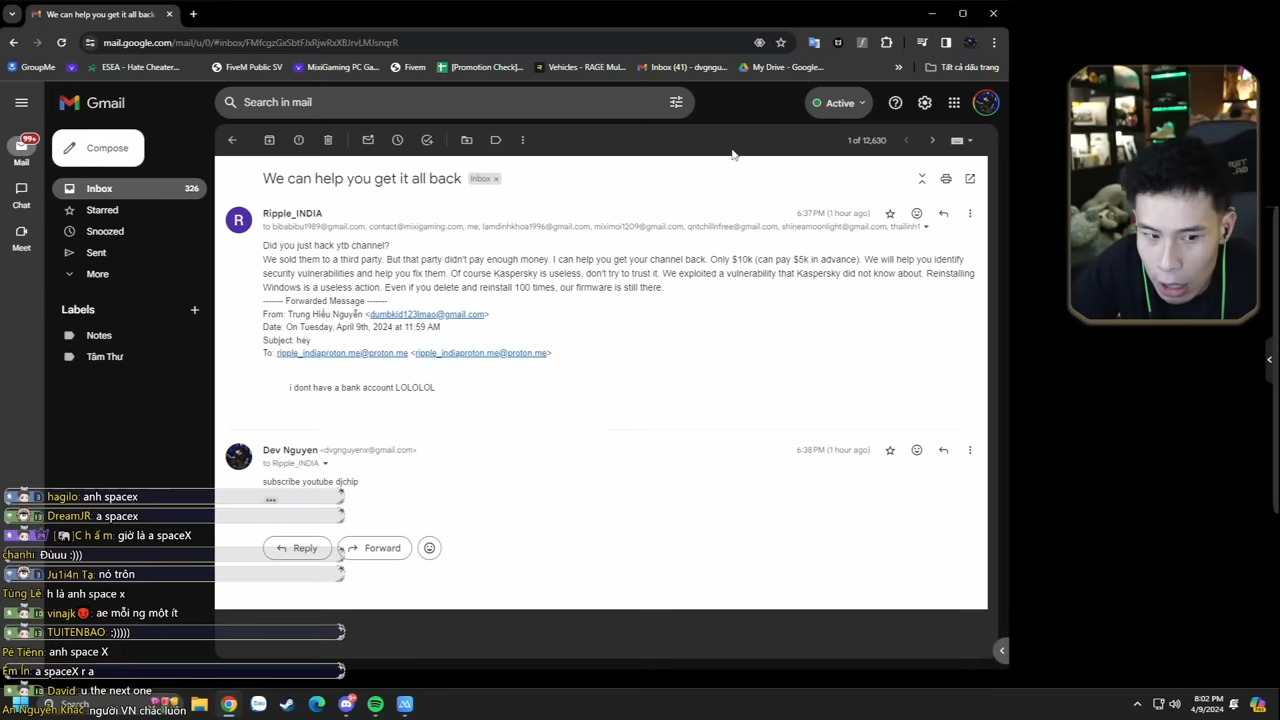 We can help you get it all back
mail.google.com/mail/u/0/#inbox/FMfcgzGxSbtFJxRjwRxXBJrvLMJsnqrR
GroupMe
ESEA - Hate Cheater...
FiveM Public SV
MixiGaming PC Ga...
Fivem
[Promotion Check]...
Vehicles - RAGE Mul...
Inbox (41) - dvgngu...
My Drive - Google...
»
Tất cả dấu trang
Gmail
Search in mail
Active
99+
Mail
Compose
1 of 12,630
Inbox 326
Chat
Starred
Meet
Snoozed
Sent
More
Labels
Notes
Tâm Thư
We can help you get it all back Inbox ×
R
Ripple_INDIA 6:37 PM (1 hour ago)
to bibabibu1989@gmail.com, contact@mixigaming.com, me, lamdinhkhoa1996@gmail.com, miximoi1209@gmail.com, qntchillnfree@gmail.com, shineamoonlight@gmail.com, thailinh1
Did you just hack ytb channel?
We sold them to a third party. But that party didn't pay enough money. I can help you get your channel back. Only $10k (can pay $5k in advance). We will help you identify
security vulnerabilities and help you fix them. Of course Kaspersky is useless, don't try to trust it. We exploited a vulnerability that Kaspersky did not know about. Reinstalling
Windows is a useless action. Even if you delete and reinstall 100 times, our firmware is still there.
------- Forwarded Message -------
From: Trung Hiếu Nguyễn <dumbkid123lmao@gmail.com>
Date: On Tuesday, April 9th, 2024 at 11:59 AM
Subject: hey
To: ripple_indiaproton.me@proton.me <ripple_indiaproton.me@proton.me>
i dont have a bank account LOLOLOL
Dev Nguyen <dvgnguyenx@gmail.com> 6:38 PM (1 hour ago)
to Ripple_INDIA
subscribe youtube djchip
Reply
Forward
hagilo: anh spacex
DreamJR: a spacex
C h ấ m: giờ là a spaceX
chanhi: Đùuu :)))
Ju1i4n Tạ: nó trôn
Tùng Lê: h là anh space x
vinajk: ae mỗi ng một ít
TUITENBAO: :)))))
Pé Tiênn: anh space X
Em Ỉn: a spaceX r a
David: u the next one
An Nguyen Khac: người VN chắc luôn
Search
Zalo
8:02 PM
4/9/2024